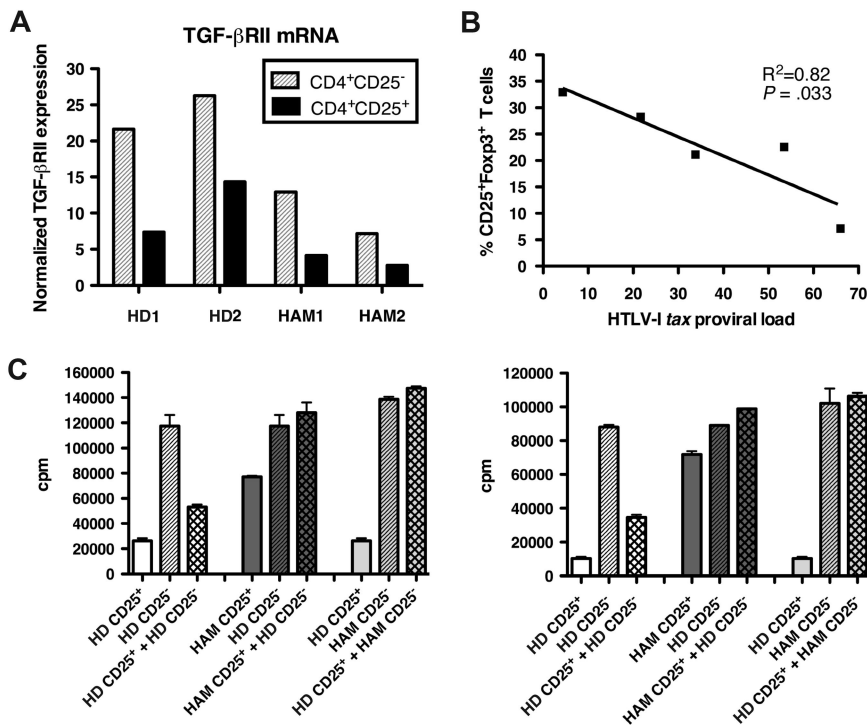 A
TGF-βRII mRNA
Normalized TGF-βRII expression
30
25
20
15
10
5
0
CD4⁺CD25⁻
CD4⁺CD25⁺
HD1
HD2
HAM1
HAM2
B
R²=0.82
P = .033
% CD25⁺Foxp3⁺ T cells
40
35
30
25
20
15
10
5
0
0 10 20 30 40 50 60 70
HTLV-I tax proviral load
C
cpm
160000
140000
120000
100000
80000
60000
40000
20000
0
HD CD25⁺
HD CD25⁻
HD CD25⁺ + HD CD25⁻
HAM CD25⁺
HD CD25⁻
HAM CD25⁺ + HD CD25⁻
HD CD25⁺
HAM CD25⁻
HD CD25⁺ + HAM CD25⁻
cpm
120000
100000
80000
60000
40000
20000
0
HD CD25⁺
HD CD25⁻
HD CD25⁺ + HD CD25⁻
HAM CD25⁺
HD CD25⁻
HAM CD25⁺ + HD CD25⁻
HD CD25⁺
HAM CD25⁻
HD CD25⁺ + HAM CD25⁻